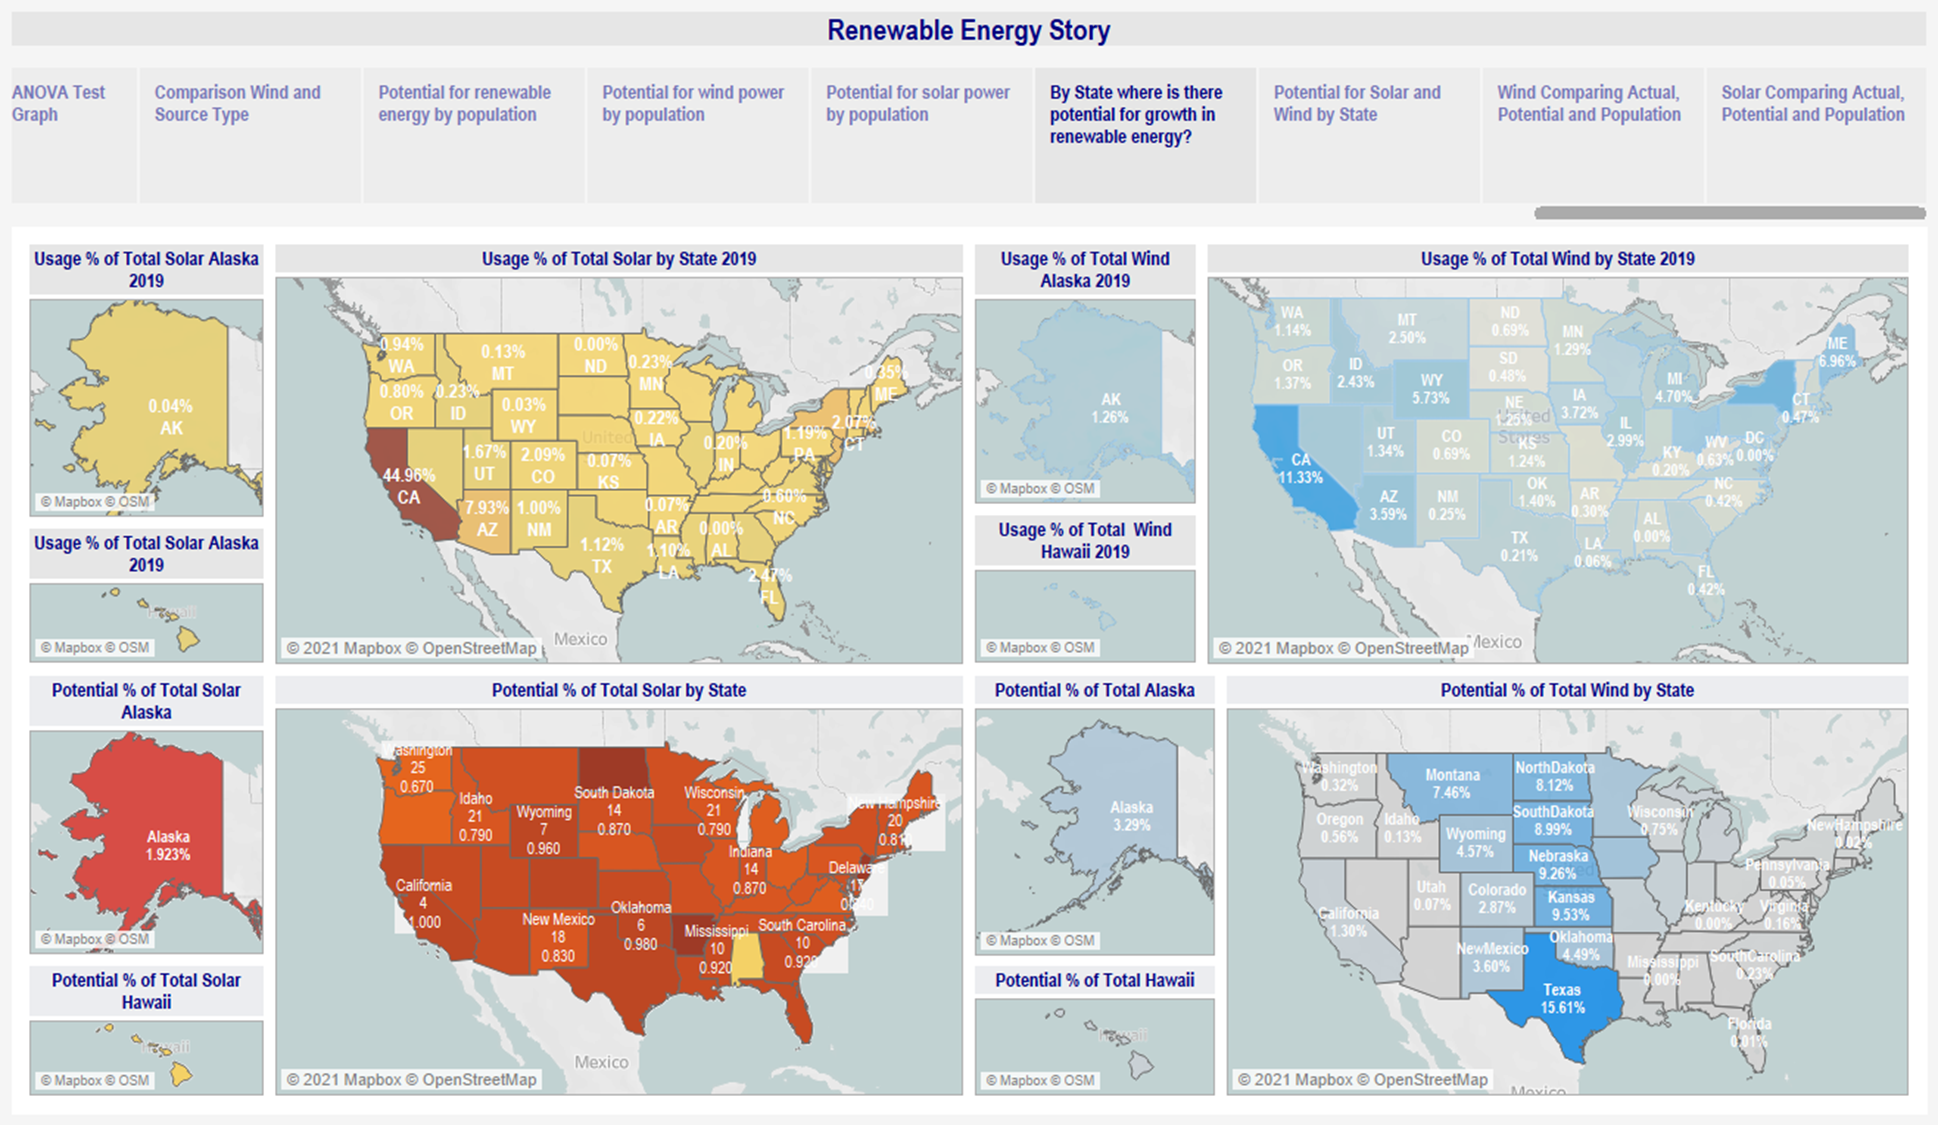 Renewable Energy Story
ANOVA Test
Graph
Comparison Wind and
Source Type
Potential for renewable
energy by population
Potential for wind power
by population
Potential for solar power
by population
By State where is there
potential for growth in
renewable energy?
Potential for Solar and
Wind by State
Wind Comparing Actual,
Potential and Population
Solar Comparing Actual,
Potential and Population
Usage % of Total Solar Alaska
2019
0.04%
AK
© Mapbox © OSM
Usage % of Total Solar Alaska
2019
Hawaii
© Mapbox © OSM
Usage % of Total Solar by State 2019
0.94%
WA
0.13%
MT
0.00%
ND
0.23%
MN
0.35%
ME
0.80%
OR
0.23%
ID
0.03%
WY
0.22%
IA
2.07%
CT
United
1.67%
UT
2.09%
CO
0.07%
KS
0.20%
IN
1.19%
PA
44.96%
CA
7.93%
AZ
1.00%
NM
0.07%
AR
0.60%
NC
1.12%
TX
1.10%
LA
0.00%
AL
2.47%
FL
Mexico
© 2021 Mapbox © OpenStreetMap
Usage % of Total Wind
Alaska 2019
AK
1.26%
© Mapbox © OSM
Usage % of Total Wind
Hawaii 2019
© Mapbox © OSM
Usage % of Total Wind by State 2019
WA
1.14%
MT
2.50%
ND
0.69%
MN
1.29%
ME
6.96%
OR
1.37%
ID
2.43%
WY
5.73%
SD
0.48%
MI
4.70%
NE
1.25%
United
States
IA
3.72%
CT
0.47%
UT
1.34%
CO
0.69%
KS
1.24%
IL
2.99%
KY
0.20%
WV
0.63%
DC
0.00%
CA
11.33%
AZ
3.59%
NM
0.25%
OK
1.40%
AR
0.30%
NC
0.42%
TX
0.21%
LA
0.06%
AL
0.00%
FL
0.42%
Mexico
© 2021 Mapbox © OpenStreetMap
Potential % of Total Solar
Alaska
Alaska
1.923%
© Mapbox © OSM
Potential % of Total Solar
Hawaii
Hawaii
© Mapbox © OSM
Potential % of Total Solar by State
Washington
25
0.670
Idaho
21
0.790
Wyoming
7
0.960
South Dakota
14
0.870
Wisconsin
21
0.790
New Hampshire
20
Indiana
14
0.870
Delaware
California
4
1.000
New Mexico
18
0.830
Oklahoma
6
0.980
Mississippi
10
0.920
South Carolina
10
0.920
Mexico
© 2021 Mapbox © OpenStreetMap
Potential % of Total Alaska
Alaska
3.29%
© Mapbox © OSM
Potential % of Total Hawaii
Hawaii
© Mapbox © OSM
Potential % of Total Wind by State
Washington
0.32%
Montana
7.46%
NorthDakota
8.12%
Oregon
0.56%
Idaho
0.13%
Wyoming
4.57%
SouthDakota
8.99%
Wisconsin
0.75%
NewHampshire
0.02%
Nebraska
9.26%
Pennsylvania
0.05%
Utah
0.07%
Colorado
2.87%
Kansas
9.53%
Kentucky
0.00%
Virginia
0.16%
California
1.30%
NewMexico
3.60%
Oklahoma
4.49%
Mississippi
0.00%
SouthCarolina
0.23%
Texas
15.61%
Florida
0.01%
Mexico
© 2021 Mapbox © OpenStreetMap